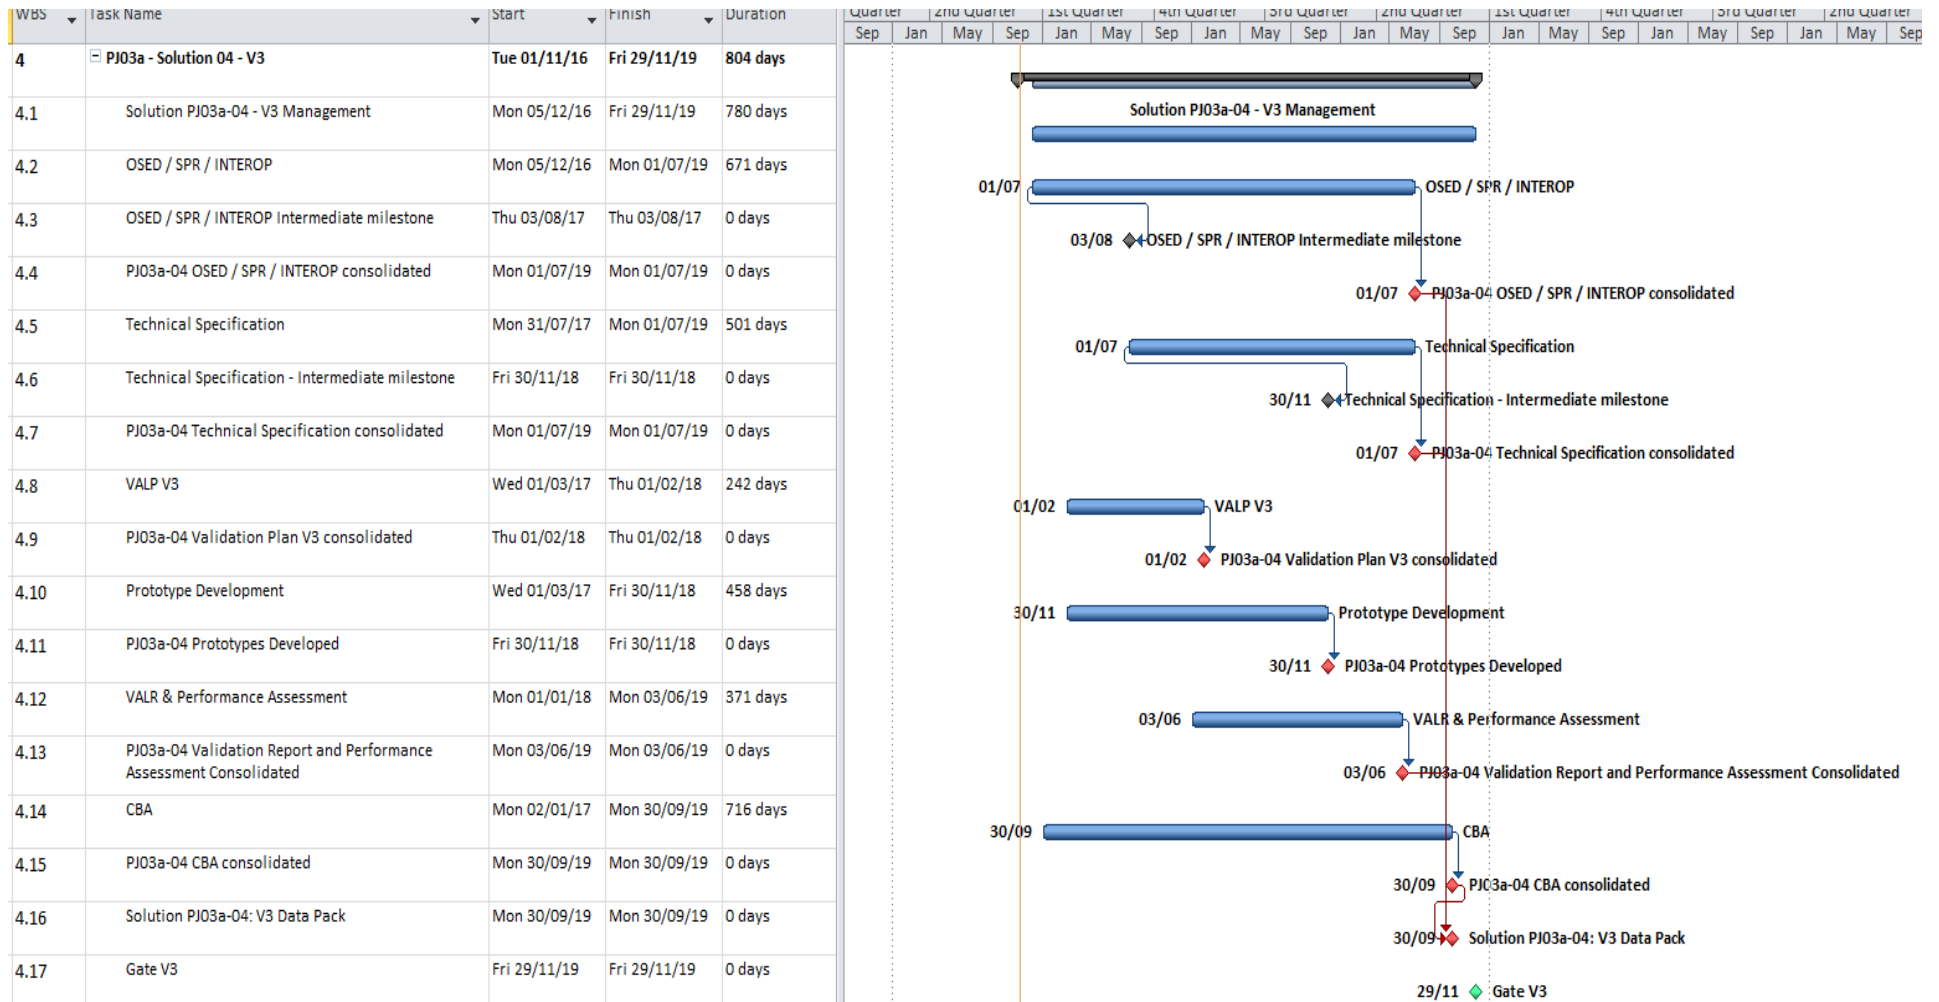 WBS Task Name Start Finish Duration
Quarter 2nd Quarter 1st Quarter 4th Quarter 3rd Quarter 2nd Quarter 1st Quarter 4th Quarter 3rd Quarter 2nd Quarter
Sep Jan May Sep Jan May Sep Jan May Sep Jan May Sep Jan May Sep Jan May Sep Jan May Sep
4 PJ03a - Solution 04 - V3 Tue 01/11/16 Fri 29/11/19 804 days
4.1 Solution PJ03a-04 - V3 Management Mon 05/12/16 Fri 29/11/19 780 days
Solution PJ03a-04 - V3 Management
4.2 OSED / SPR / INTEROP Mon 05/12/16 Mon 01/07/19 671 days
01/07 OSED / SPR / INTEROP
4.3 OSED / SPR / INTEROP Intermediate milestone Thu 03/08/17 Thu 03/08/17 0 days
03/08 OSED / SPR / INTEROP Intermediate milestone
4.4 PJ03a-04 OSED / SPR / INTEROP consolidated Mon 01/07/19 Mon 01/07/19 0 days
01/07 PJ03a-04 OSED / SPR / INTEROP consolidated
4.5 Technical Specification Mon 31/07/17 Mon 01/07/19 501 days
01/07 Technical Specification
4.6 Technical Specification - Intermediate milestone Fri 30/11/18 Fri 30/11/18 0 days
30/11 Technical Specification - Intermediate milestone
4.7 PJ03a-04 Technical Specification consolidated Mon 01/07/19 Mon 01/07/19 0 days
01/07 PJ03a-04 Technical Specification consolidated
4.8 VALP V3 Wed 01/03/17 Thu 01/02/18 242 days
01/02 VALP V3
4.9 PJ03a-04 Validation Plan V3 consolidated Thu 01/02/18 Thu 01/02/18 0 days
01/02 PJ03a-04 Validation Plan V3 consolidated
4.10 Prototype Development Wed 01/03/17 Fri 30/11/18 458 days
30/11 Prototype Development
4.11 PJ03a-04 Prototypes Developed Fri 30/11/18 Fri 30/11/18 0 days
30/11 PJ03a-04 Prototypes Developed
4.12 VALR & Performance Assessment Mon 01/01/18 Mon 03/06/19 371 days
03/06 VALR & Performance Assessment
4.13 PJ03a-04 Validation Report and Performance Mon 03/06/19 Mon 03/06/19 0 days
Assessment Consolidated
03/06 PJ03a-04 Validation Report and Performance Assessment Consolidated
4.14 CBA Mon 02/01/17 Mon 30/09/19 716 days
30/09 CBA
4.15 PJ03a-04 CBA consolidated Mon 30/09/19 Mon 30/09/19 0 days
30/09 PJ03a-04 CBA consolidated
4.16 Solution PJ03a-04: V3 Data Pack Mon 30/09/19 Mon 30/09/19 0 days
30/09 Solution PJ03a-04: V3 Data Pack
4.17 Gate V3 Fri 29/11/19 Fri 29/11/19 0 days
29/11 Gate V3